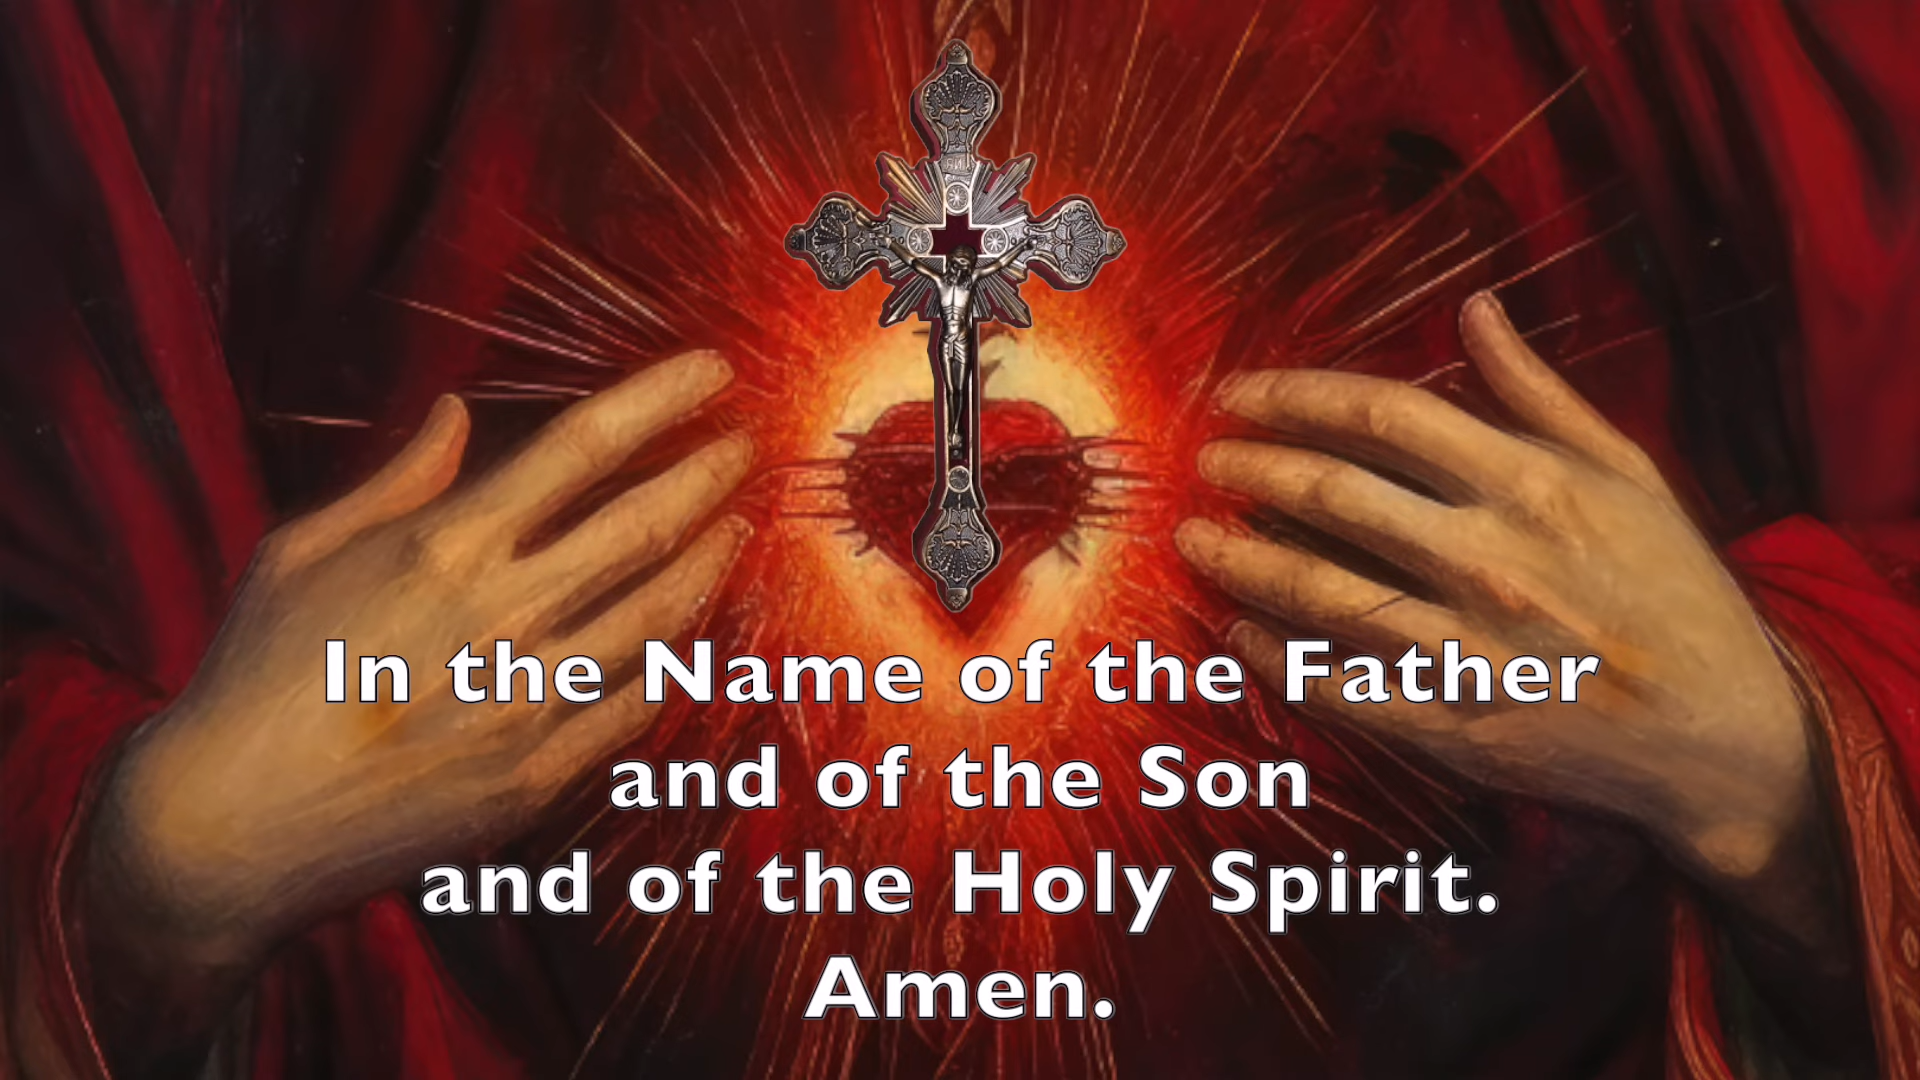 In the Name of the Father
and of the Son
and of the Holy Spirit.
Amen.